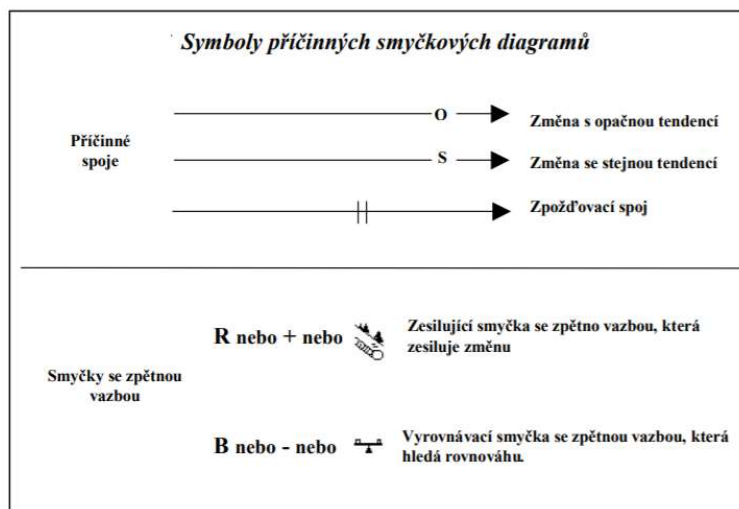 Symboly příčinných smyčkových diagramů
Příčinné
spoje
O
Změna s opačnou tendencí
S
Změna se stejnou tendencí
Zpožďovací spoj
Smyčky se zpětnou
vazbou
R nebo + nebo
Zesilující smyčka se zpětno vazbou, která
zesiluje změnu
B nebo - nebo
Vyrovnávací smyčka se zpětnou vazbou, která
hledá rovnováhu.